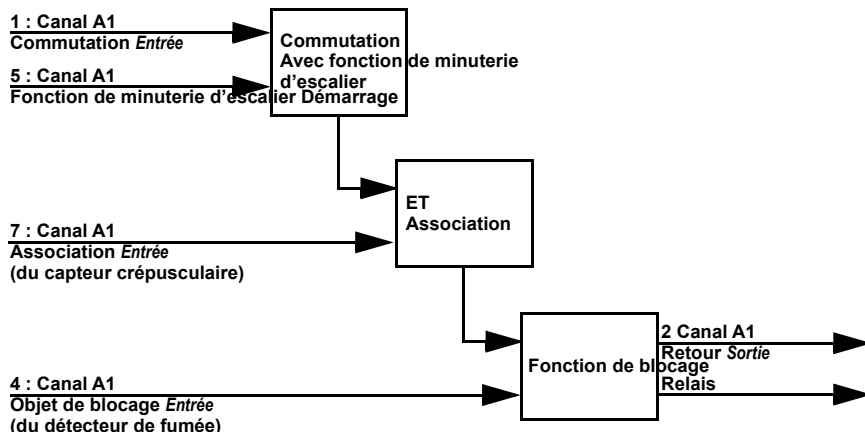 1 : Canal A1
Commutation Entrée
Commutation
Avec fonction de minuterie
d'escalier
5 : Canal A1
Fonction de minuterie d'escalier Démarrage
ET
Association
7 : Canal A1
Association Entrée
(du capteur crépusculaire)
Fonction de blocage
2 Canal A1
Retour Sortie
Relais
4 : Canal A1
Objet de blocage Entrée
(du détecteur de fumée)